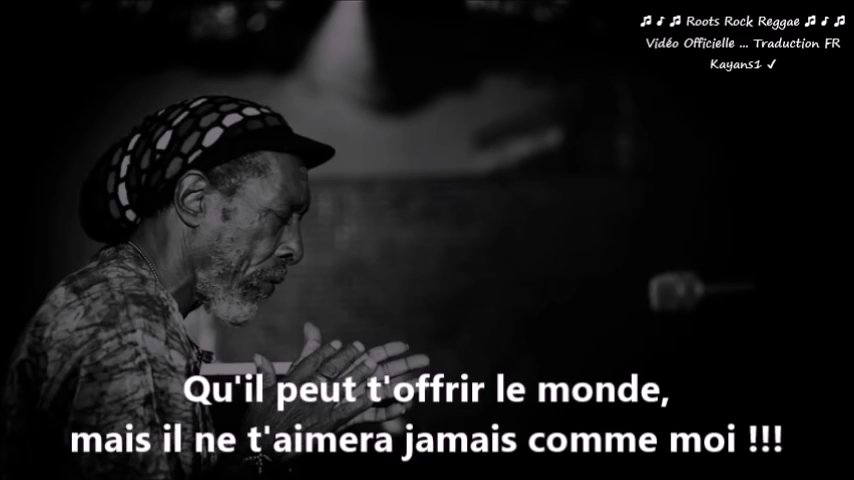 ♫ ♪ ♫ Roots Rock Reggae ♫ ♪ ♫
Vidéo Officielle ... Traduction FR
Kayans1 ✓
Qu'il peut t'offrir le monde,
mais il ne t'aimera jamais comme moi !!!